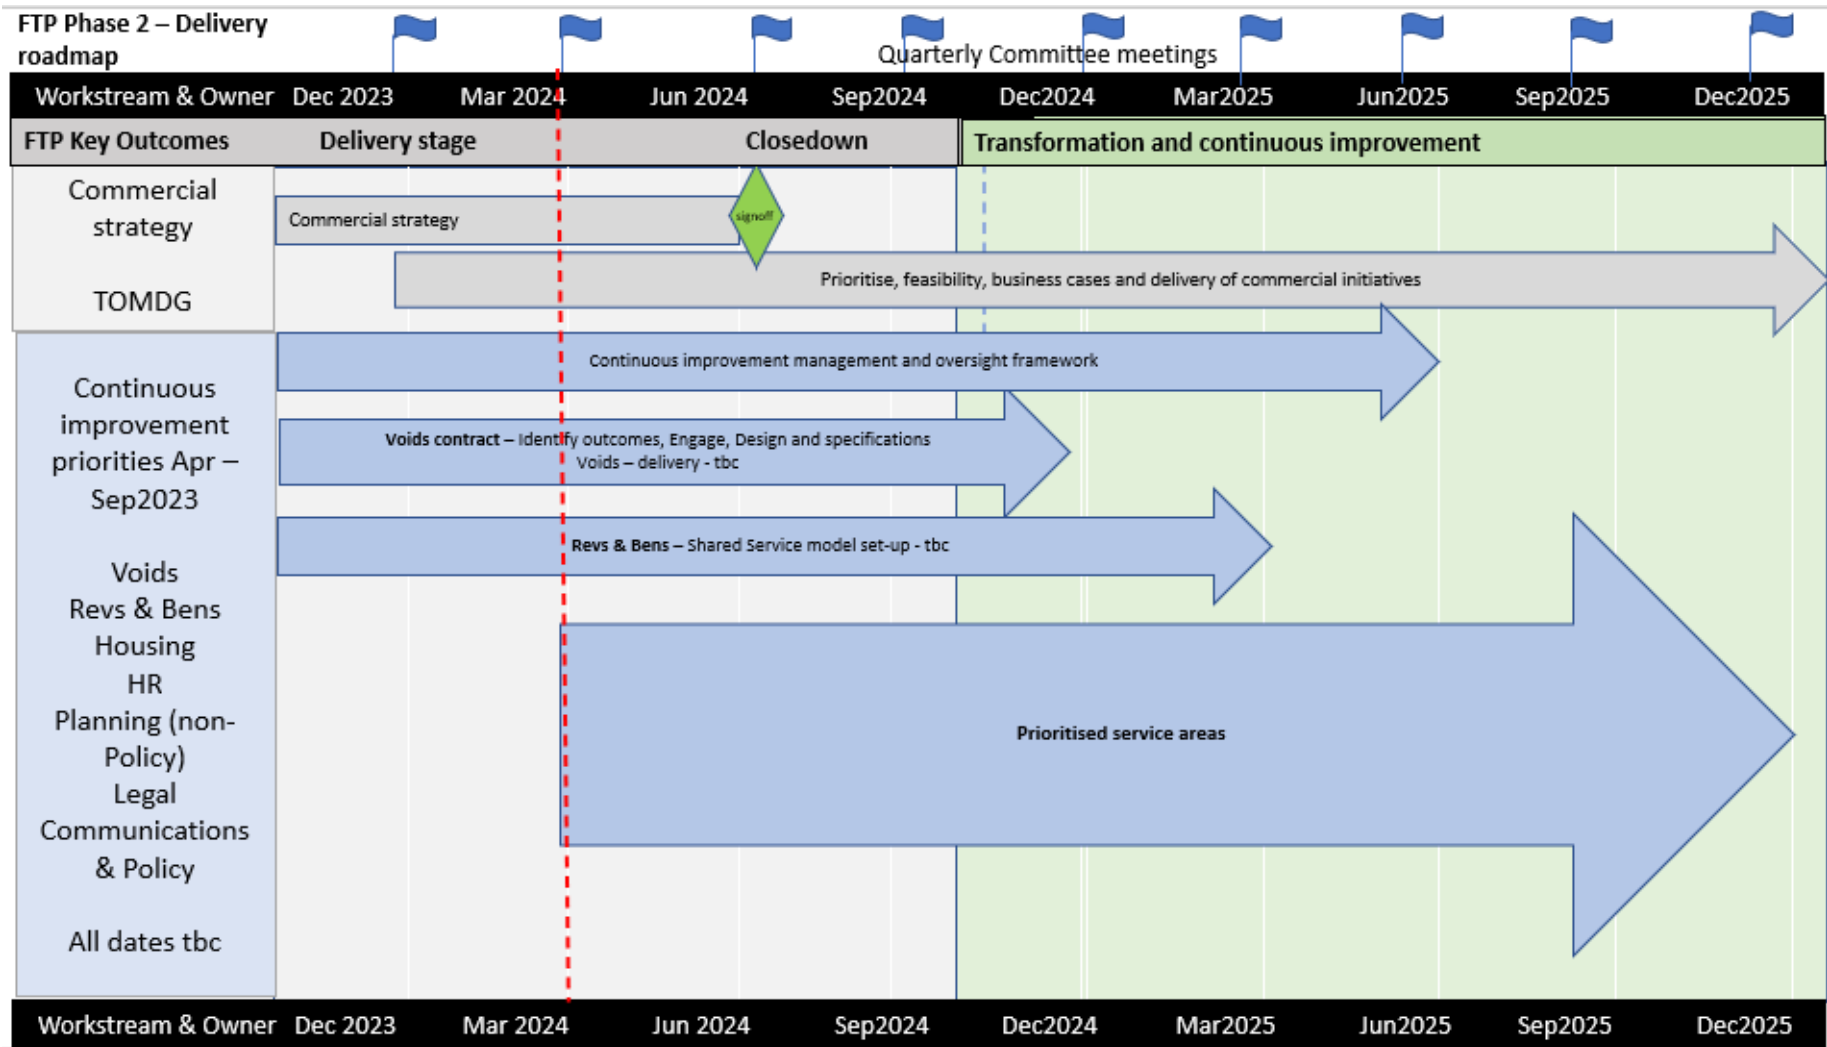 FTP Phase 2 – Delivery
roadmap
Quarterly Committee meetings
Workstream & Owner Dec 2023 Mar 2024 Jun 2024 Sep2024 Dec2024 Mar2025 Jun2025 Sep2025 Dec2025
FTP Key Outcomes Delivery stage Closedown Transformation and continuous improvement
Commercial
strategy
TOMDG
Commercial strategy
signoff
Prioritise, feasibility, business cases and delivery of commercial initiatives
Continuous
improvement
priorities Apr –
Sep2023
Voids
Revs & Bens
Housing
HR
Planning (non-
Policy)
Legal
Communications
& Policy
All dates tbc
Continuous improvement management and oversight framework
Voids contract – Identify outcomes, Engage, Design and specifications
Voids – delivery - tbc
Revs & Bens – Shared Service model set-up - tbc
Prioritised service areas
Workstream & Owner Dec 2023 Mar 2024 Jun 2024 Sep2024 Dec2024 Mar2025 Jun2025 Sep2025 Dec2025